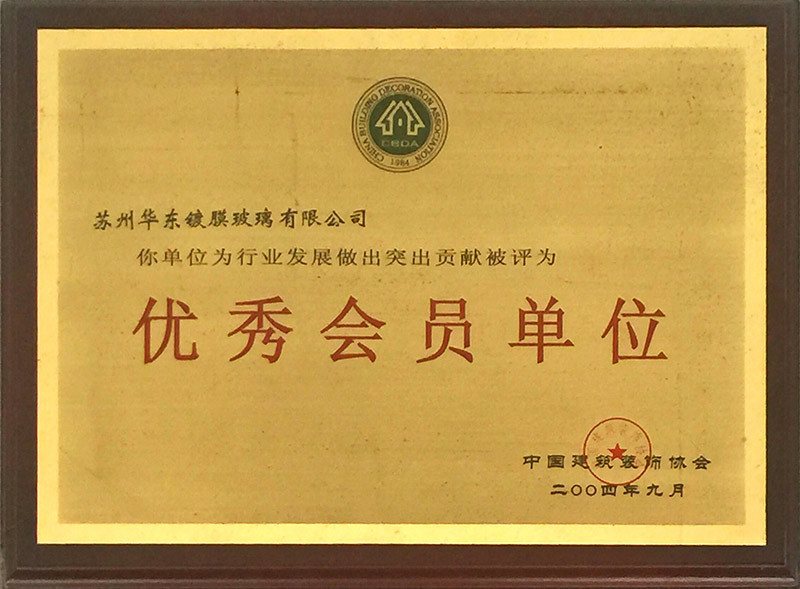 CHINA BUILDING DECORATION ASSOCIATION
CBDA
1984
苏州华东镀膜玻璃有限公司
你单位为行业发展做出突出贡献被评为
优秀会员单位
中国建筑装饰协会
二〇〇四年九月